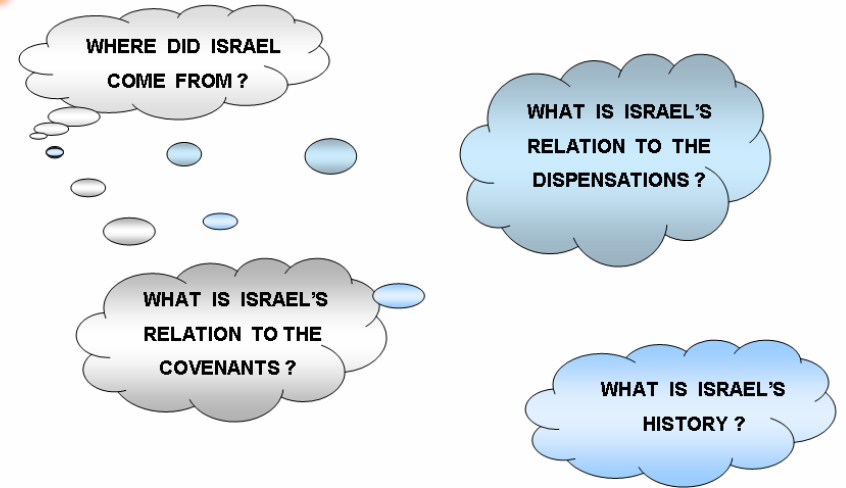 WHERE DID ISRAEL
COME FROM ?
WHAT IS ISRAEL'S
RELATION TO THE
DISPENSATIONS ?
WHAT IS ISRAEL'S
RELATION TO THE
COVENANTS ?
WHAT IS ISRAEL'S
HISTORY ?